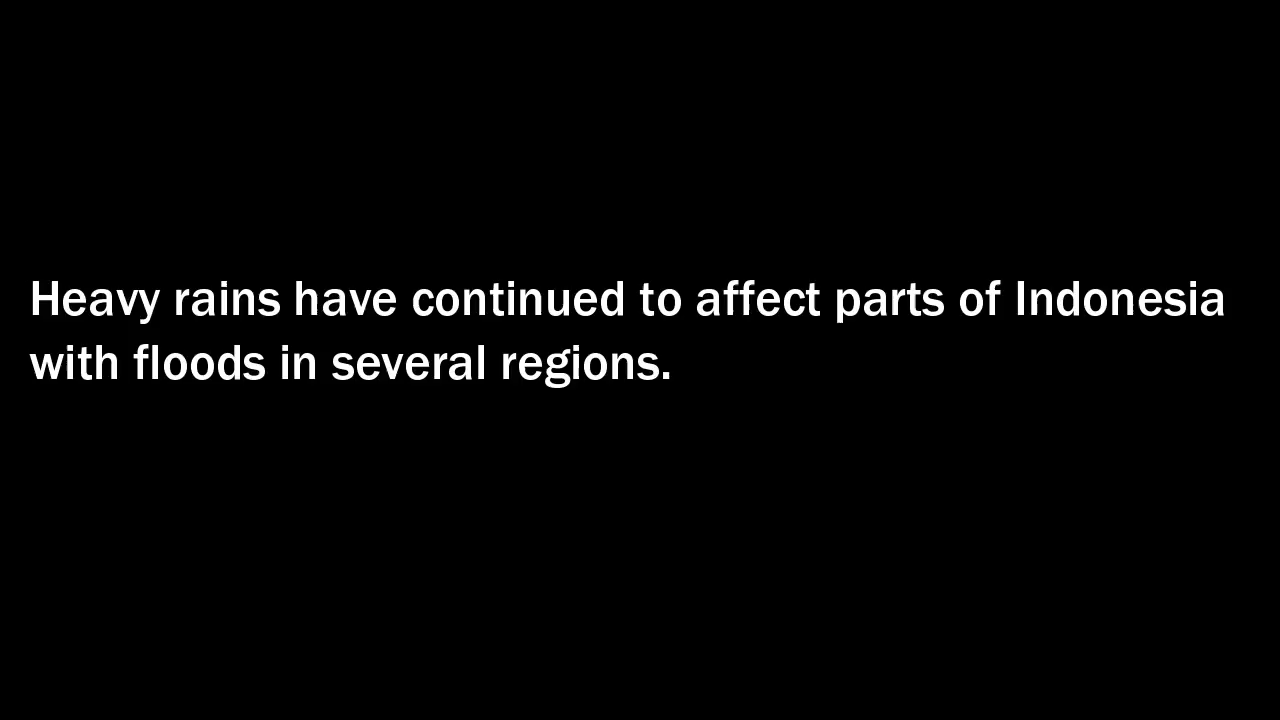 Heavy rains have continued to affect parts of Indonesia
with floods in several regions.